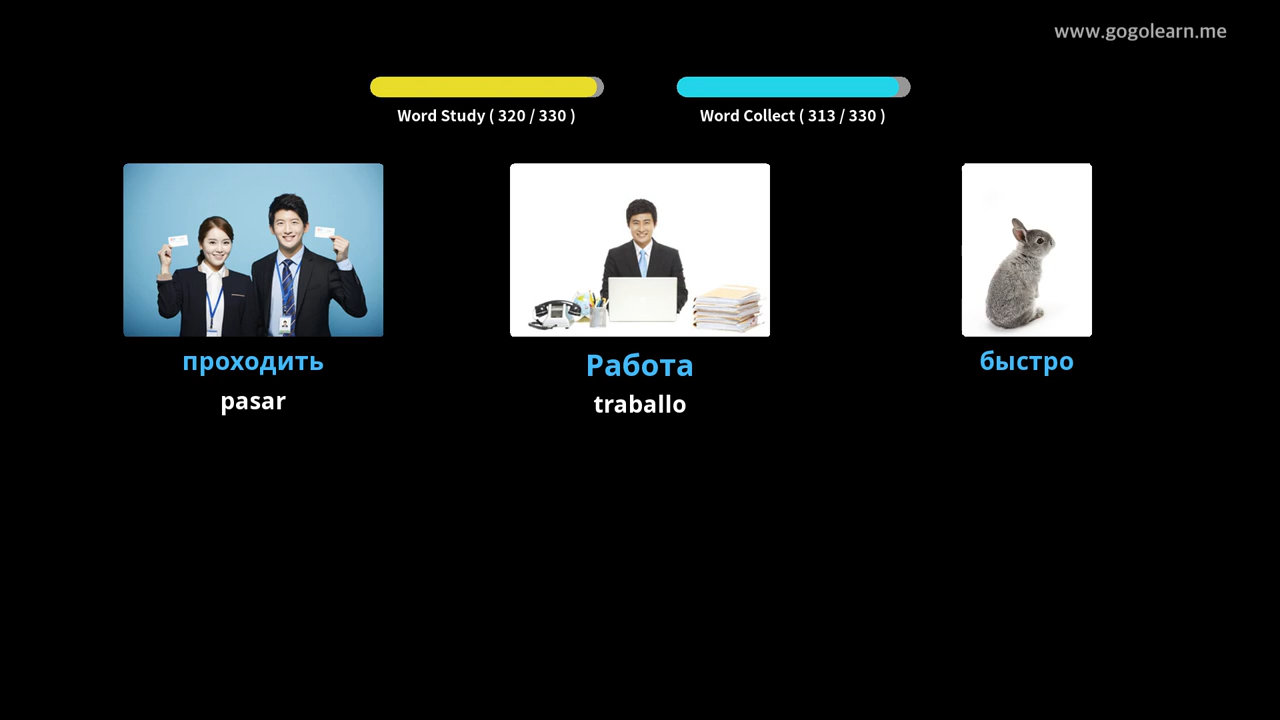 www.gogolearn.me
Word Study ( 320 / 330 )
Word Collect ( 313 / 330 )
проходить
pasar
Работа
traballo
быстро